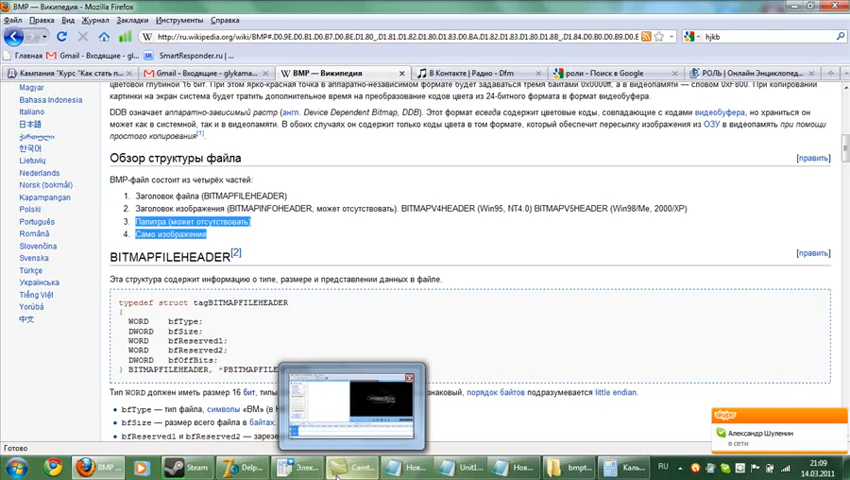 BMP — Википедия - Mozilla Firefox
Файл Правка Вид Журнал Закладки Инструменты Справка
hjkb
Главная Gmail - Входящие - gl... SmartResponder.ru
Кампания "Курс "Как стать п... Gmail - Входящие - glykama... W BMP — Википедия В Контакте | Радио - Dfm роли - Поиск в Google РОЛЬ | Онлайн Энциклопед...
Magyar
Bahasa Indonesia
Italiano
日本語
ქართული
한국어
Lietuvių
Nederlands
Norsk (bokmål)
Kapampangan
Polski
Português
Română
Slovenčina
Svenska
Türkçe
Українська
Tiếng Việt
Yorùbá
中文
глубиной 16 бит. При этом ярко-красная точка в аппаратно-независимом формате будет задаваться тремя байтами 0x0000ff, а в видеопамяти — словом 0xF800. При копировании
картинки на экран система будет тратить дополнительное время на преобразование кодов цвета из 24-битного формата в формат видеобуфера.
DDB означает аппаратно-зависимый растр (англ. Device Dependent Bitmap, DDB). Этот формат всегда содержит цветовые коды, совпадающие с кодами видеобуфера, но храниться он
может как в системной, так и в видеопамяти. В обоих случаях он содержит только коды цвета в том формате, который обеспечит пересылку изображения из ОЗУ в видеопамять при помощи
простого копирования[1].
Обзор структуры файла [править]
BMP-файл состоит из четырёх частей:
1. Заголовок файла (BITMAPFILEHEADER)
2. Заголовок изображения (BITMAPINFOHEADER, может отсутствовать). BITMAPV4HEADER (Win95, NT4.0) BITMAPV5HEADER (Win98/Me, 2000/XP)
3. Палитра (может отсутствовать)
4. Само изображение
BITMAPFILEHEADER[2] [править]
Эта структура содержит информацию о типе, размере и представлении данных в файле.
typedef struct tagBITMAPFILEHEADER
{
WORD bfType;
DWORD bfSize;
WORD bfReserved1;
WORD bfReserved2;
DWORD bfOffBits;
} BITMAPFILEHEADER, *PBITMAPFILE
Тип WORD должен иметь размер 16 бит, типы знаковый, порядок байтов подразумевается little endian.
• bfType — тип файла, символы «BM» (в H
• bfSize — размер всего файла в байтах.
• bfReserved1 и bfReserved2 — зарезе
skype
Александр Шуленин
в сети
Готово
BMP ... Steam Delp... Элек... Camt... Нов... Unit1... Нов... bmpt... Каль... RU 21:09
14.03.2011